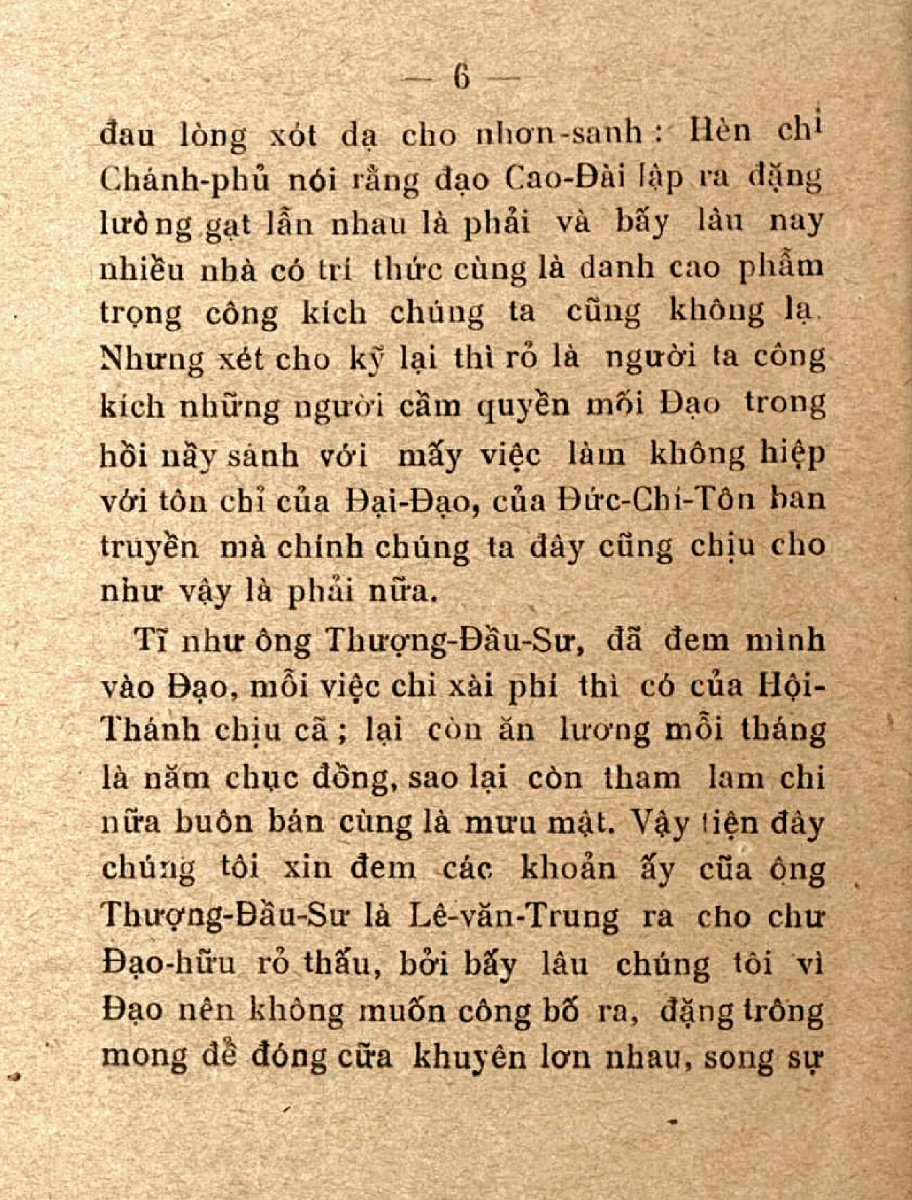 — 6 —
đau lòng xót dạ cho nhơn-sanh : Hèn chi
Chánh-phủ nói rằng đạo Cao-Đài lập ra đặng
lường gạt lẫn nhau là phải và bấy lâu nay
nhiều nhà có trí thức cùng là danh cao phẩm
trọng công kích chúng ta cũng không lạ.
Nhưng xét cho kỹ lại thì rỏ là người ta công
kích những người cầm quyền mối Đạo trong
hồi nầy sánh với mấy việc làm không hiệp
với tôn chỉ của Đại-Đạo, của Đức-Chí-Tôn ban
truyền mà chính chúng ta đây cũng chịu cho
như vậy là phải nữa.
Tĩ như ông Thượng-Đầu-Sư, đã đem mình
vào Đạo, mỗi việc chi xài phí thì có của Hội-
Thánh chịu cã ; lại còn ăn lương mỗi tháng
là năm chục đồng, sao lại còn tham lam chi
nữa buôn bán cùng là mưu mật. Vậy tiện đây
chúng tôi xin đem các khoản ấy cũa ông
Thượng-Đầu-Sư là Lê-văn-Trung ra cho chư
Đạo-hữu rỏ thấu, bởi bấy lâu chúng tôi vì
Đạo nên không muốn công bố ra, đặng trông
mong để đóng cữa khuyên lơn nhau, song sự